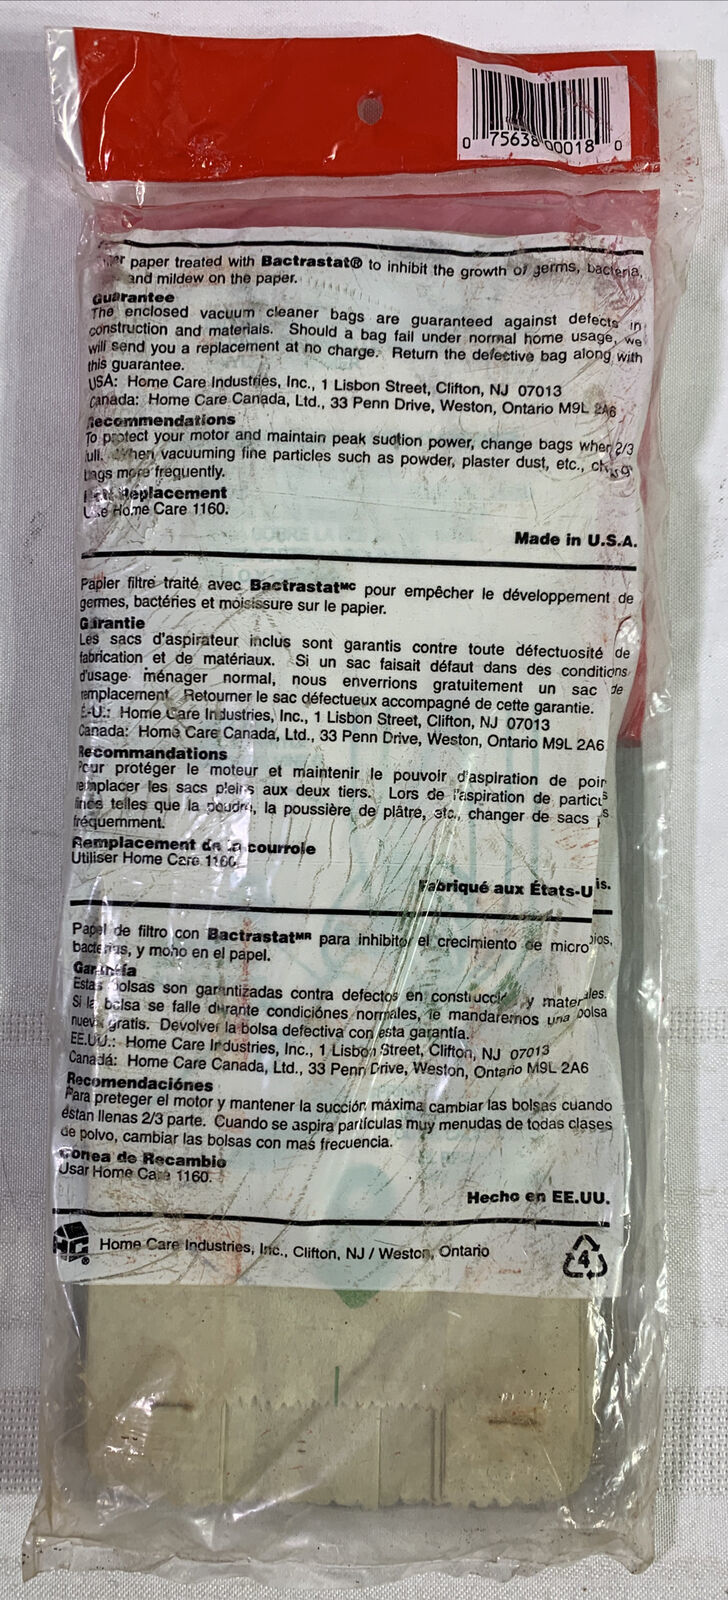 0 75638 00018 0
paper treated with Bactrastat® to inhibit the growth of germs, bacteria,
and mildew on the paper.
Guarantee
The enclosed vacuum cleaner bags are guaranteed against defects in
construction and materials. Should a bag fail under normal home usage, we
will send you a replacement at no charge. Return the defective bag along with
this guarantee.
USA: Home Care Industries, Inc., 1 Lisbon Street, Clifton, NJ 07013
Canada: Home Care Canada, Ltd., 33 Penn Drive, Weston, Ontario M9L 2A6
Recommendations
To protect your motor and maintain peak suction power, change bags when 2/3
full. When vacuuming fine particles such as powder, plaster dust, etc.,
bags more frequently.
Replacement
Use Home Care 1160.
Made in U.S.A.
Papier filtre traité avec Bactrastatᴹᶜ pour empêcher le développement de
germes, bactéries et moisissure sur le papier.
Garantie
Les sacs d'aspirateur inclus sont garantis contre toute défectuosité de
fabrication et de matériaux. Si un sac faisait défaut dans des conditions
d'usage ménager normal, nous enverrons gratuitement un sac de
remplacement. Retourner le sac défectueux accompagné de cette garantie.
É-U.: Home Care Industries, Inc., 1 Lisbon Street, Clifton, NJ 07013
Canada: Home Care Canada, Ltd., 33 Penn Drive, Weston, Ontario M9L 2A6
Recommandations
Pour protéger le moteur et maintenir le pouvoir d'aspiration de
remplacer les sacs pleins aux deux tiers. Lors de l'aspiration de
fines telles que la poudre, la poussière de plâtre, etc., changer de sacs
fréquemment.
Remplacement de la courroie
Utiliser Home Care 1160
Fabriqué aux États-U is.
Papel de filtro con Bactrastatᴹᴿ para inhibitor el crecimiento de
bacterias, y moho en el papel.
Garantía
Estas bolsas son garantizadas contra defectos en construcció y materiales.
Si la bolsa se falle durante condiciónes normales, le mandaremos una bolsa
nueva gratis. Devolver la bolsa defectiva con esta garantía.
EE.UU.: Home Care Industries, Inc., 1 Lisbon Street, Clifton, NJ 07013
Canadá: Home Care Canada, Ltd., 33 Penn Drive, Weston, Ontario M9L 2A6
Recomendaciónes
Para preteger el motor y mantener la succión máxima cambiar las bolsas cuando
éstan llenas 2/3 parte. Cuando se aspira partículas muy menudas de todas clases
de polvo, cambiar las bolsas con mas frecuencia.
de Recambio
Usar Home Care 1160.
Hecho en EE.UU.
HC® Home Care Industries, Inc., Clifton, NJ / Weston, Ontario
4